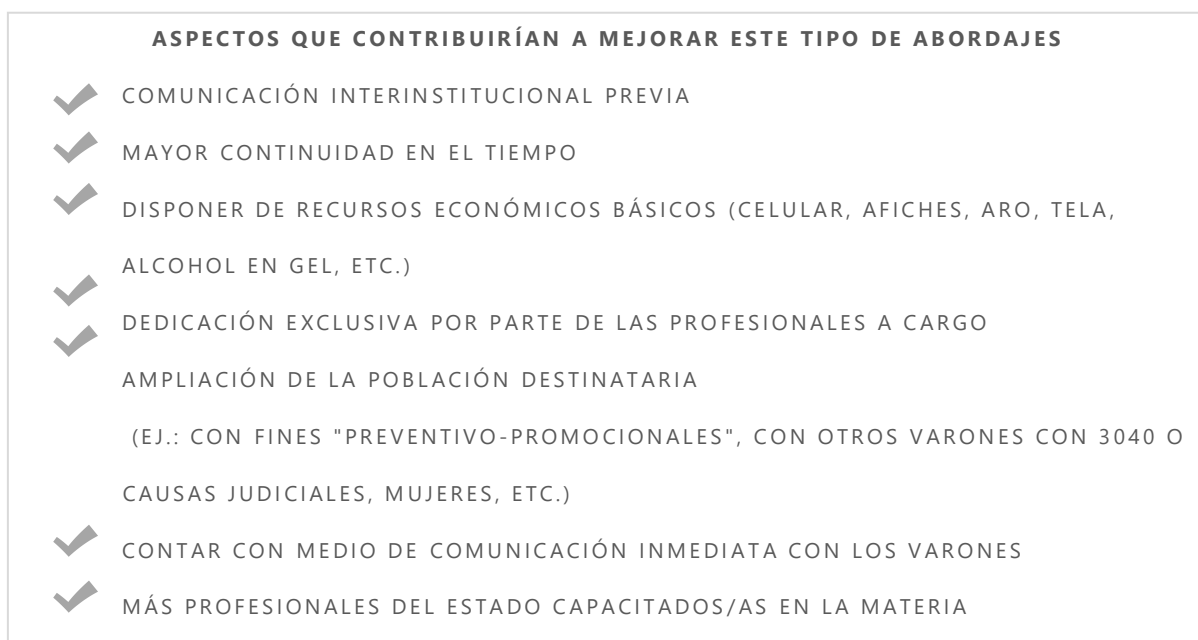 ASPECTOS QUE CONTRIBUIRÍAN A MEJORAR ESTE TIPO DE ABORDAJES
COMUNICACIÓN INTERINSTITUCIONAL PREVIA
MAYOR CONTINUIDAD EN EL TIEMPO
DISPONER DE RECURSOS ECONÓMICOS BÁSICOS (CELULAR, AFICHES, ARO, TELA,
ALCOHOL EN GEL, ETC.)
DEDICACIÓN EXCLUSIVA POR PARTE DE LAS PROFESIONALES A CARGO
AMPLIACIÓN DE LA POBLACIÓN DESTINATARIA
(EJ.: CON FINES "PREVENTIVO-PROMOCIONALES", CON OTROS VARONES CON 3040 O
CAUSAS JUDICIALES, MUJERES, ETC.)
CONTAR CON MEDIO DE COMUNICACIÓN INMEDIATA CON LOS VARONES
MÁS PROFESIONALES DEL ESTADO CAPACITADOS/AS EN LA MATERIA